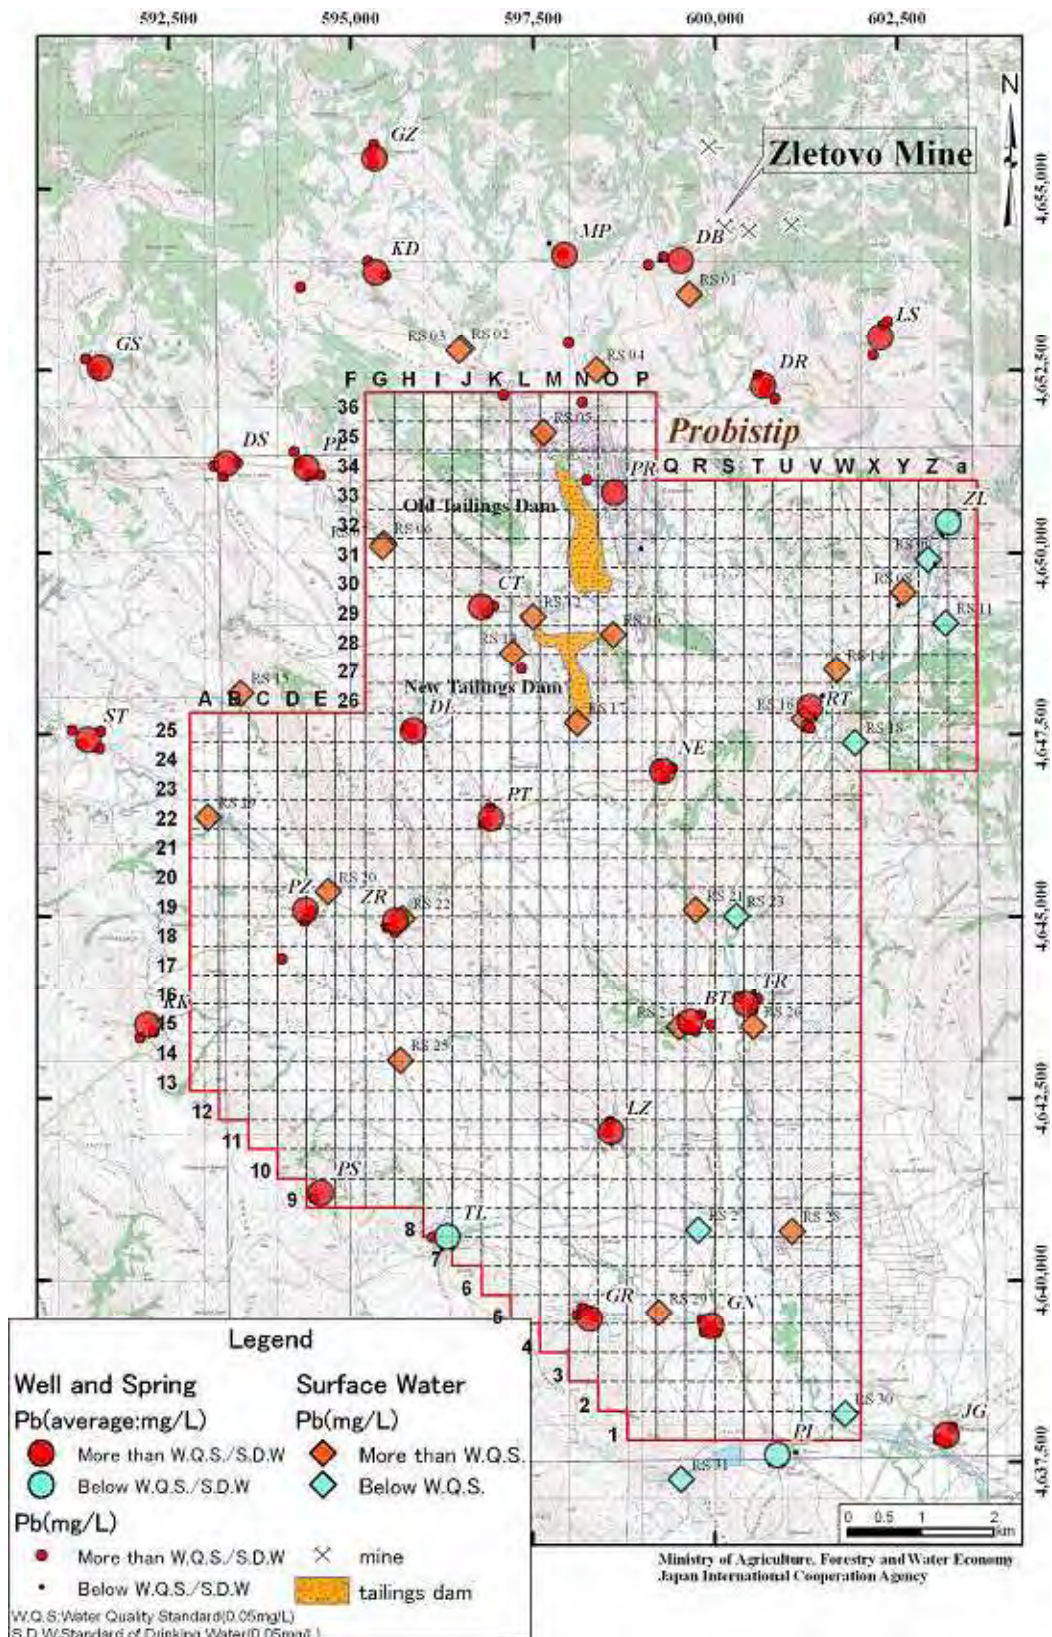 592,500 595,000 597,500 600,000 602,500
N
GZ
Zletovo Mine
4,655,000
KD MP DB
RS 01
GS RS 03 RS 02 RS 04 LS
DR
4,652,500
F G H I J K L M N O P
36
35 RS 05
Probistip
DS PL
34 PR
Q R S T U V W X Y Z a
33
Old Tailings Dam
ZL
32
RS 06
31
4,650,000
30
CT
29 RS 12
RS 11
28 RS 10
27 RS 14
New Tailings Dam
RS 15
26
A B C D E
ST
25 DL RS 17 RS 16 RT RS 18
4,647,500
24 NE
23
22 RS 19 PT
21
20 RS 20
19 PZ ZR RS 22 RS 21 RS 23
4,645,000
18
17
16 KK TR
15 RS 24 BT RS 26
14 RS 25
13
12
4,642,500
11 LZ
10
9 PS
8 TL RS 28
7
4,640,000
6
5 GR RS 29 GN
4
3
2 RS 30 JG
1 PI
RS 31
4,637,500
Legend
Well and Spring
Pb(average:mg/L)
More than W.Q.S./S.D.W
Below W.Q.S./S.D.W
Pb(mg/L)
More than W.Q.S./S.D.W
Below W.Q.S./S.D.W
Surface Water
Pb(mg/L)
More than W.Q.S.
Below W.Q.S.
mine
tailings dam
W.Q.S:Water Quality Standard(0.05mg/L)
S.D.W:Standard of Drinking Water(0.05mg/L)
0 0.5 1 2
km
Ministry of Agriculture, Forestry and Water Economy
Japan International Cooperation Agency